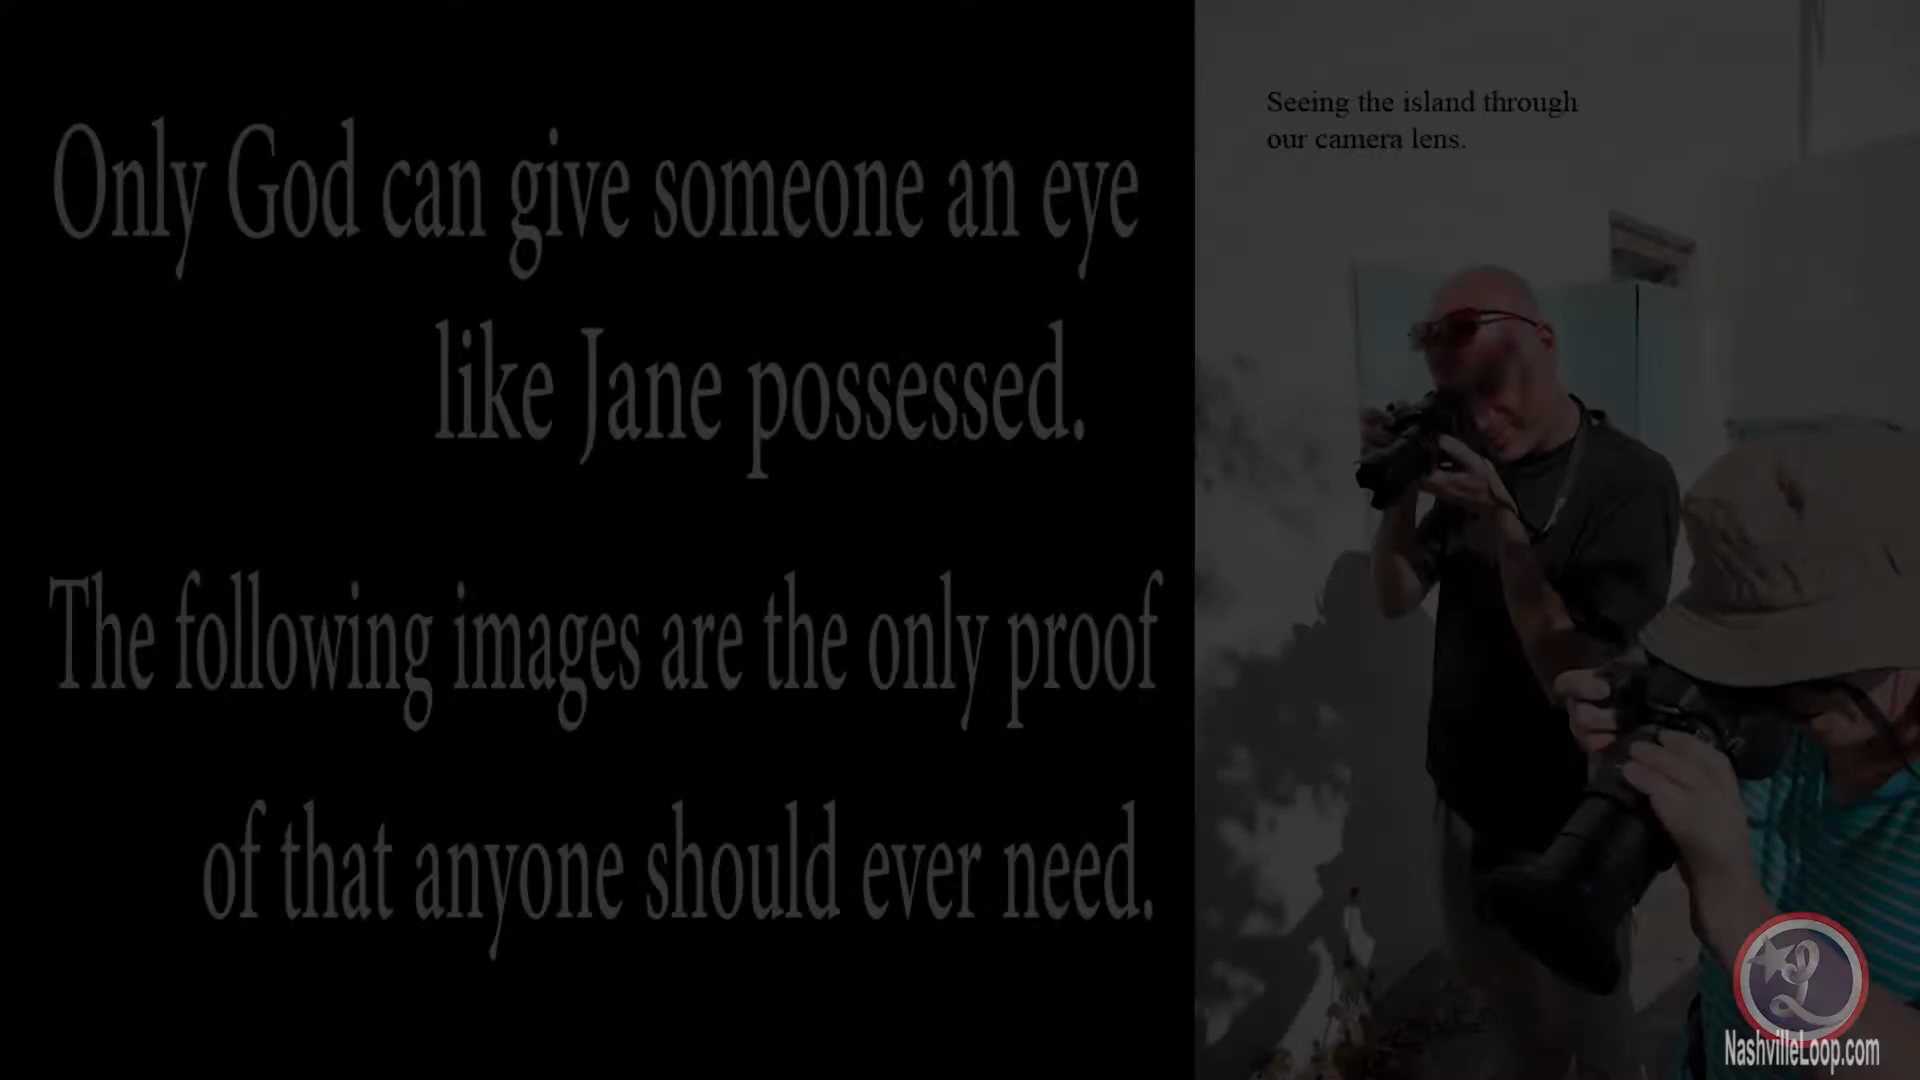 Only God can give someone an eye
like Jane possessed.
The following images are the only proof
of that anyone should ever need.
Seeing the island through
our camera lens.
L
NashvilleLoop.com